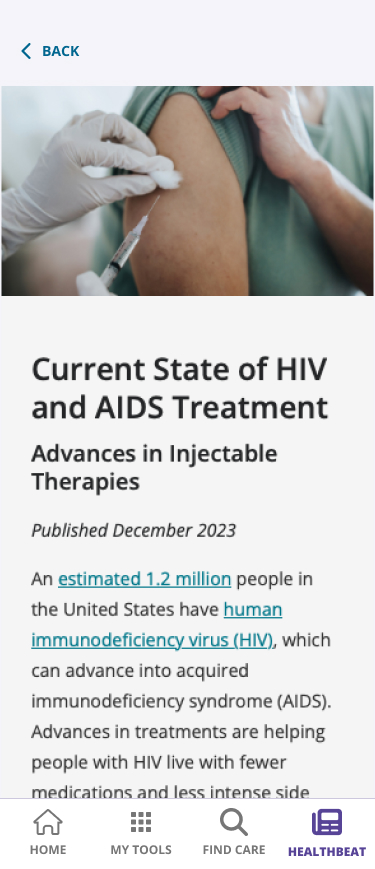 BACK
Current State of HIV
and AIDS Treatment
Advances in Injectable
Therapies
Published December 2023
An estimated 1.2 million people in
the United States have human
immunodeficiency virus (HIV), which
can advance into acquired
immunodeficiency syndrome (AIDS).
Advances in treatments are helping
people with HIV live with fewer
medications and less intense side
HOME MY TOOLS FIND CARE HEALTHBEAT